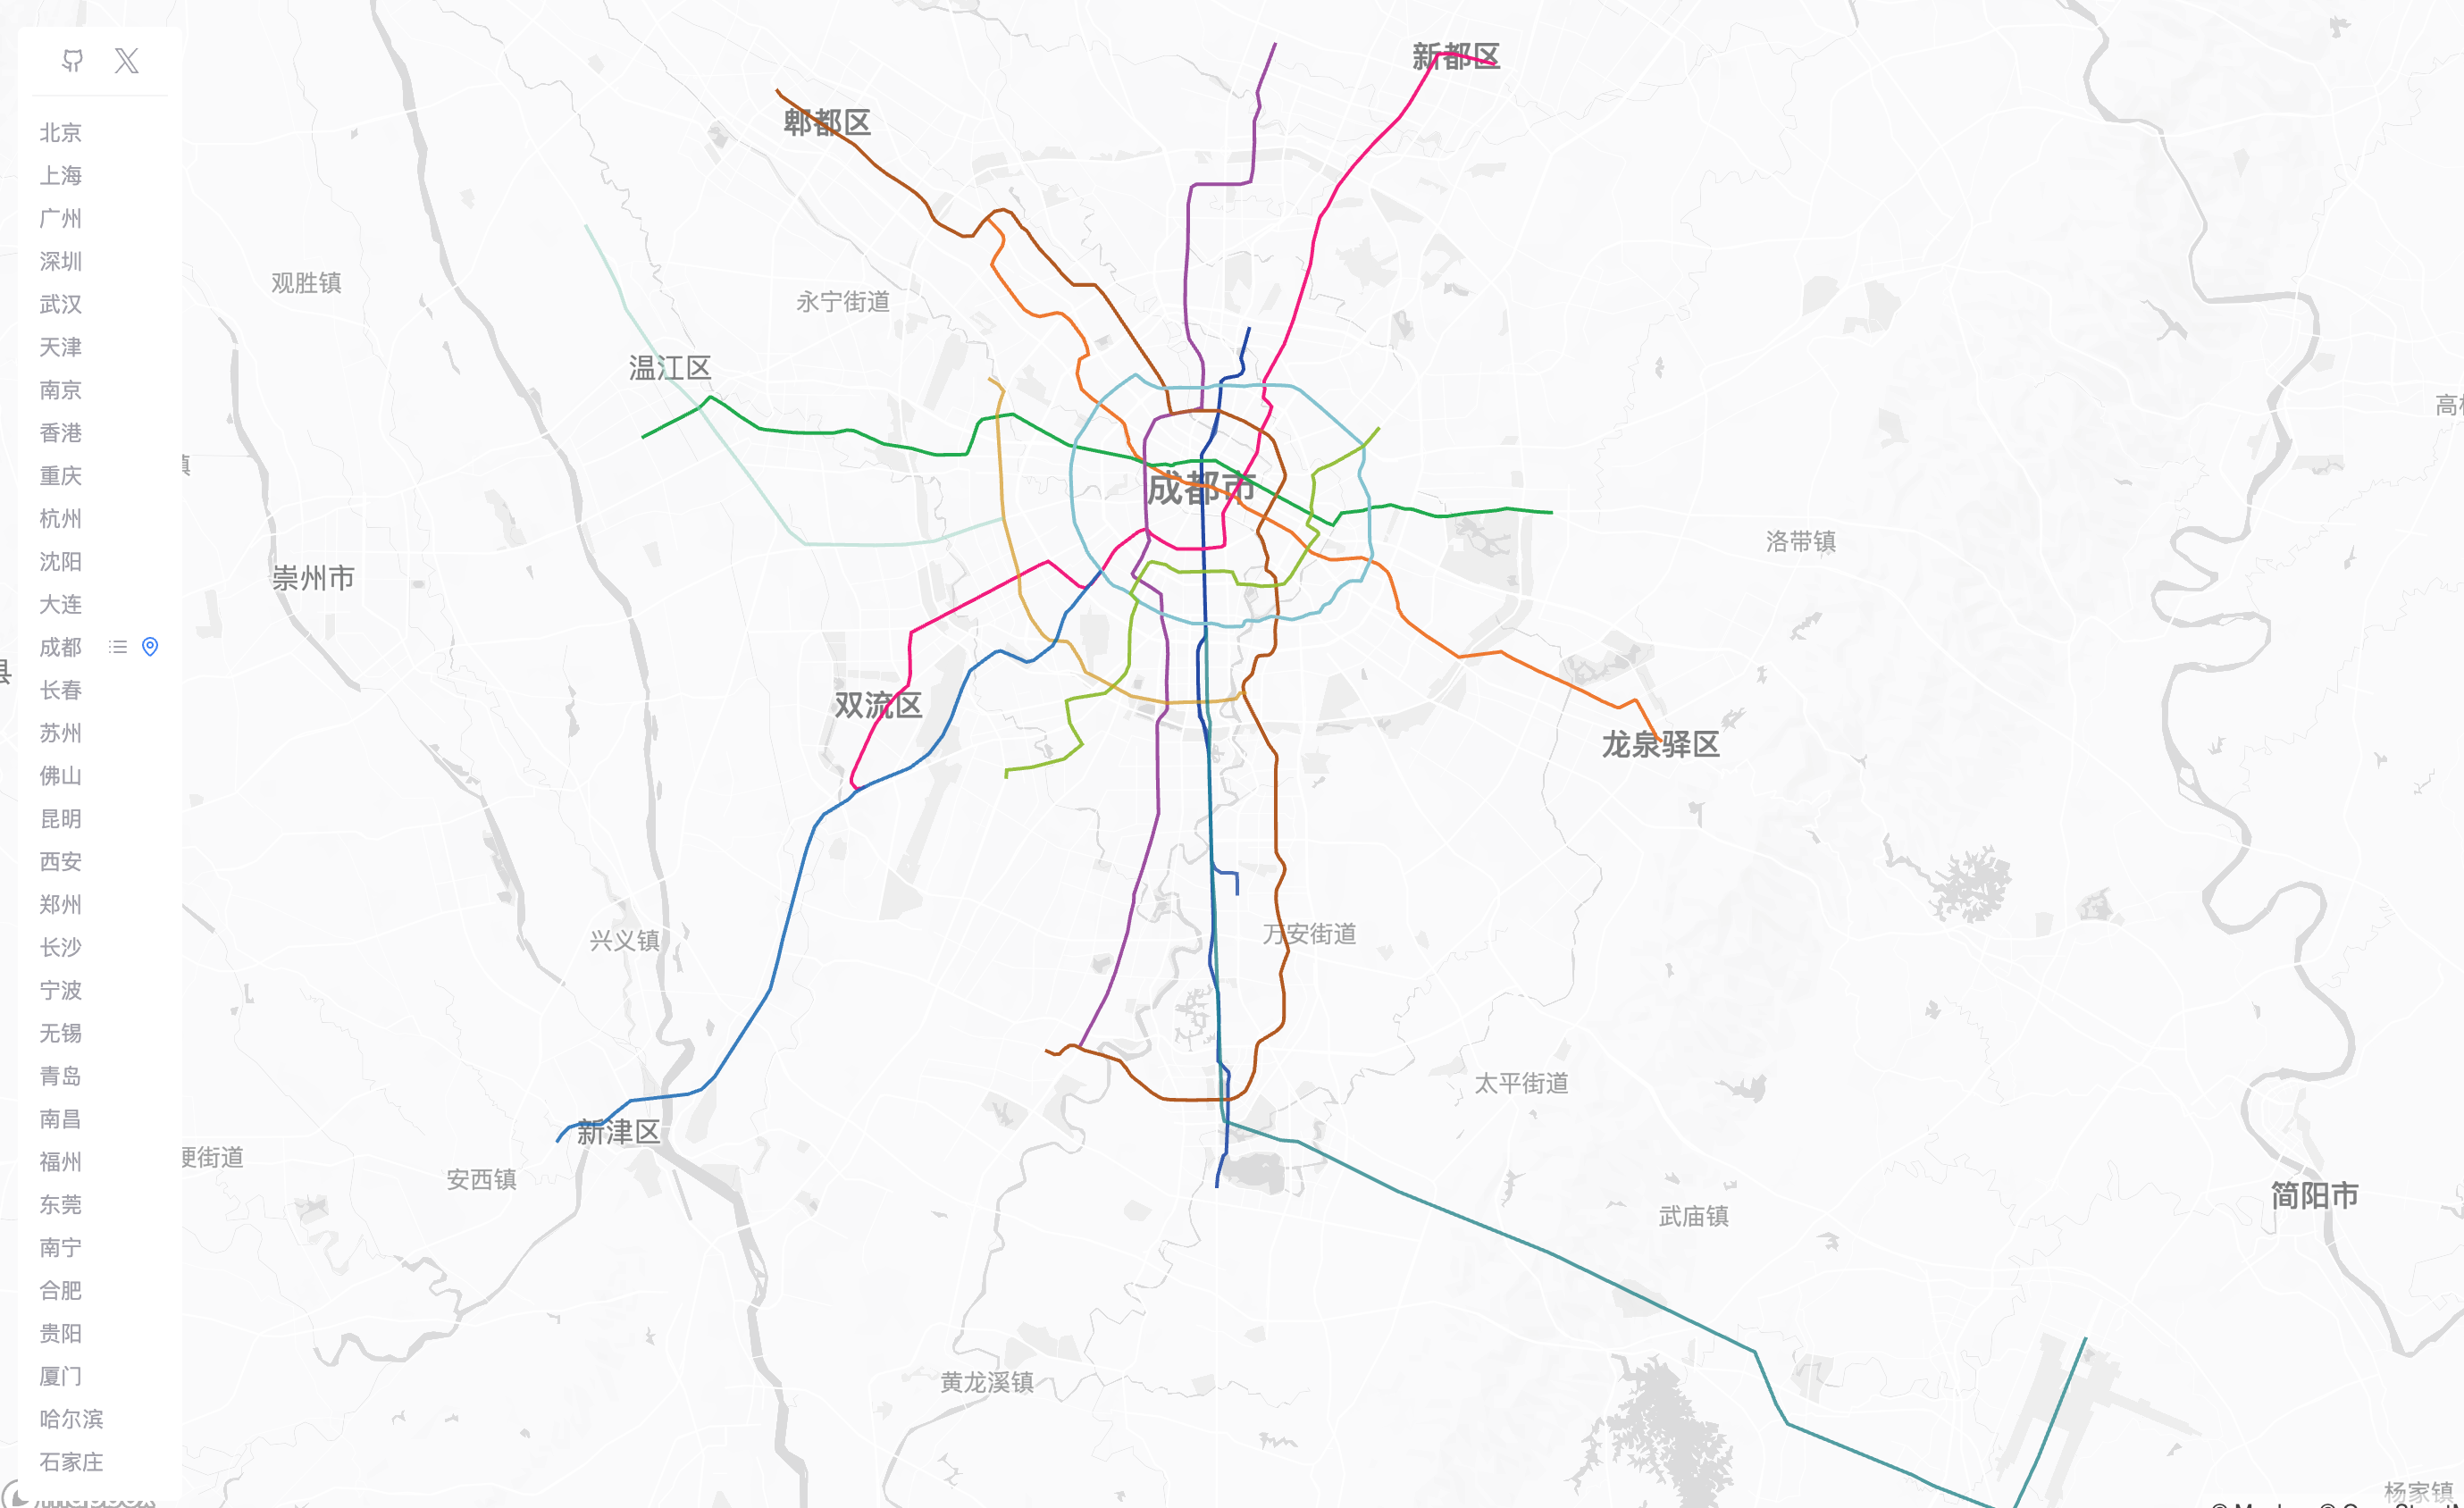 北京
上海
广州
深圳
武汉
天津
南京
香港
重庆
杭州
沈阳
大连
成都
长春
苏州
佛山
昆明
西安
郑州
长沙
宁波
无锡
青岛
南昌
福州
东莞
南宁
合肥
贵阳
厦门
哈尔滨
石家庄
新都区
郫都区
观胜镇
永宁街道
温江区
成都市
洛带镇
崇州市
双流区
龙泉驿区
万安街道
兴义镇
太平街道
新津区
街道
安西镇
简阳市
武庙镇
黄龙溪镇
杨家镇